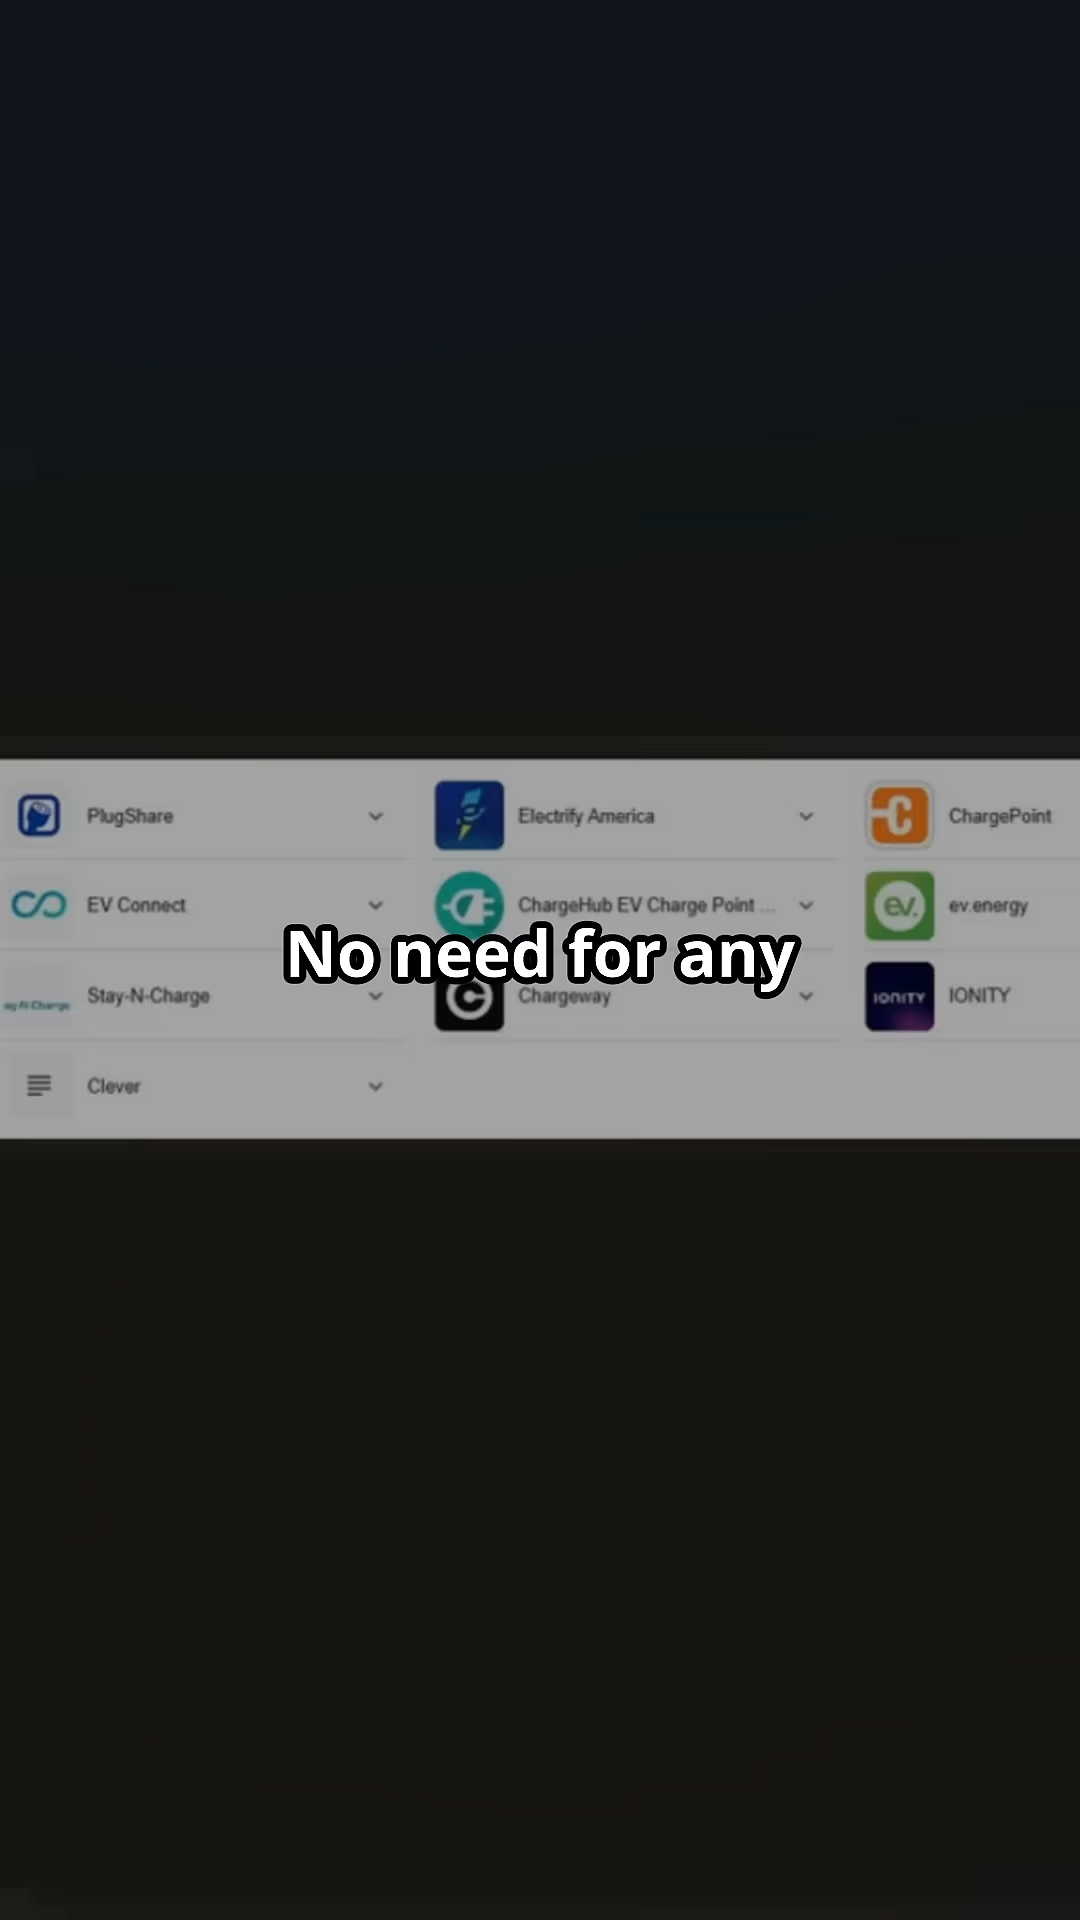 PlugShare
Electrify America
ChargePoint
EV Connect
ChargeHub EV Charge Point ...
ev.
ev.energy
No need for any
Stay-N-Charge
Chargeway
IONITY
IONITY
Clever